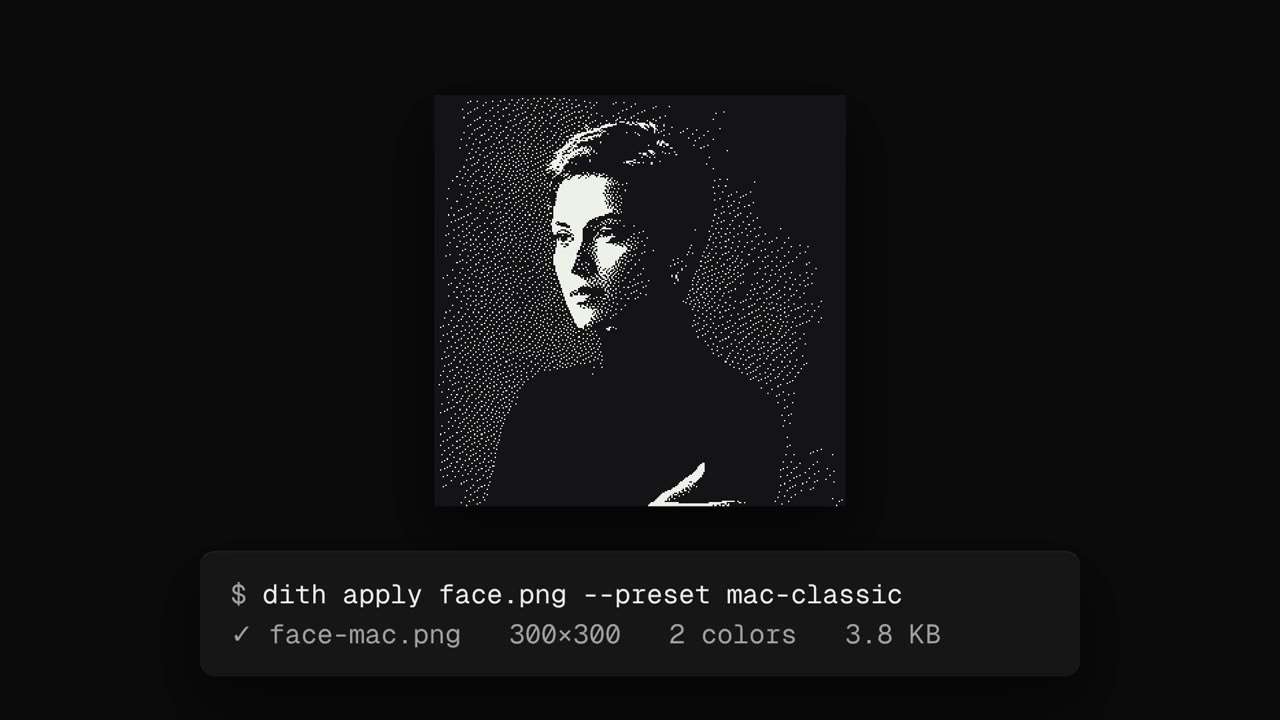 $ dith apply face.png --preset mac-classic
✓ face-mac.png 300×300 2 colors 3.8 KB